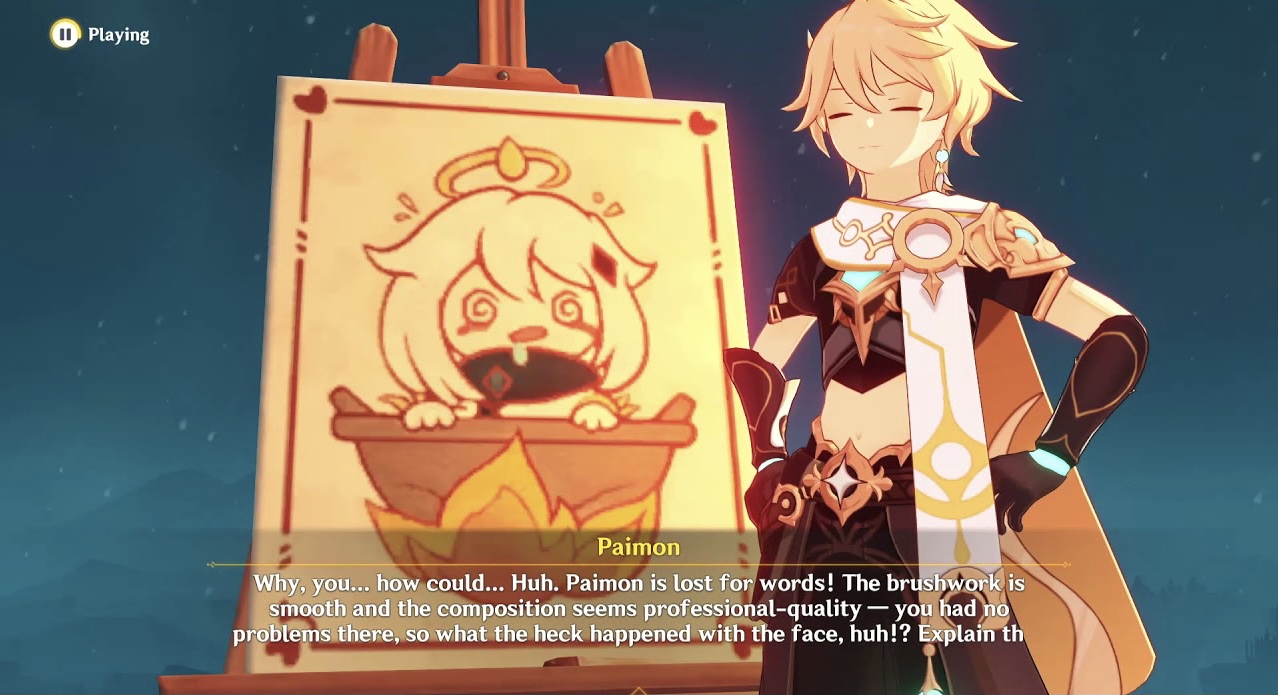 Playing
Paimon
Why, you... how could... Huh. Paimon is lost for words! The brushwork is
smooth and the composition seems professional-quality — you had no
problems there, so what the heck happened with the face, huh!? Explain th